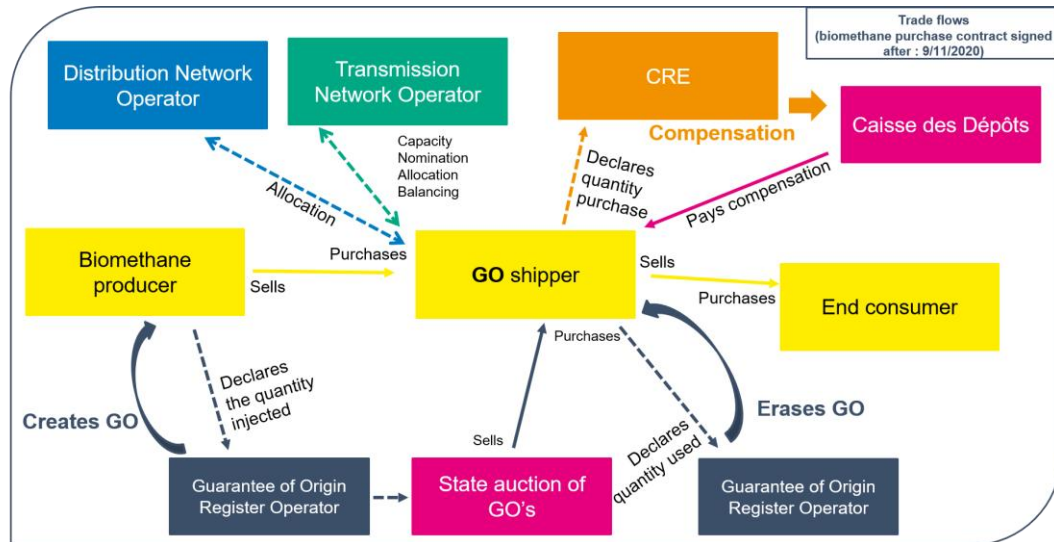 Trade flows
(biomethane purchase contract signed
after : 9/11/2020)
Distribution Network
Operator
Transmission
Network Operator
CRE
Compensation
Caisse des Dépôts
Capacity
Nomination
Allocation
Balancing
Declares
quantity
purchase
Allocation
Pays compensation
Biomethane
producer
Purchases
Sells
GO shipper
Sells
Purchases
End consumer
Purchases
Declares
the quantity
injected
Creates GO
Erases GO
Sells
Declares
quantity used
Guarantee of Origin
Register Operator
State auction of
GO's
Guarantee of Origin
Register Operator